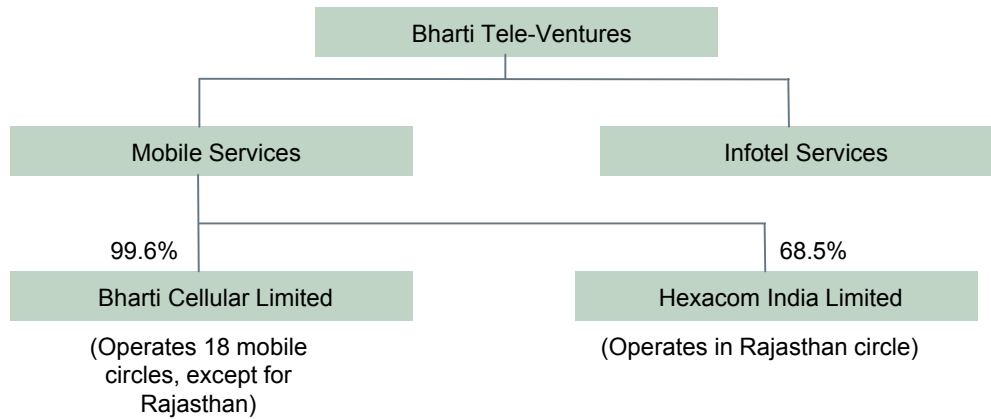 Bharti Tele-Ventures
Mobile Services
Infotel Services
99.6%
68.5%
Bharti Cellular Limited
Hexacom India Limited
(Operates 18 mobile
circles, except for
Rajasthan)
(Operates in Rajasthan circle)